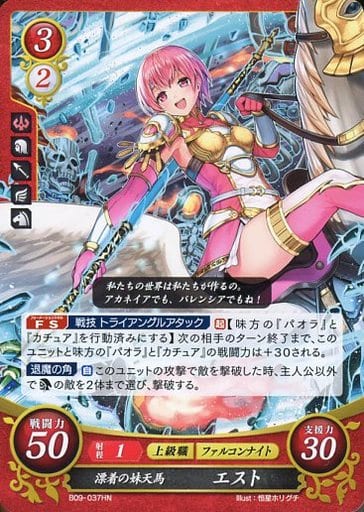 3
2
私たちの世界は私たちが作るの。
アカネイアでも、バレンシアでもね!
FS 戦技 トライアングルアタック 起【味方の『パオラ』と
『カチュア』を行動済みにする】次の相手のターン終了まで、この
ユニットと味方の『パオラ』と『カチュア』の戦闘力は+30される。
退魔の角 自 このユニットの攻撃で敵を撃破した時、主人公以外
で の敵を2体まで選び、撃破する。
戦闘力
50
射程 1
上級職
ファルコンナイト
支援力
30
漂着の妹天馬
エスト
B09-037HN
Illust:恒星ホリグチ